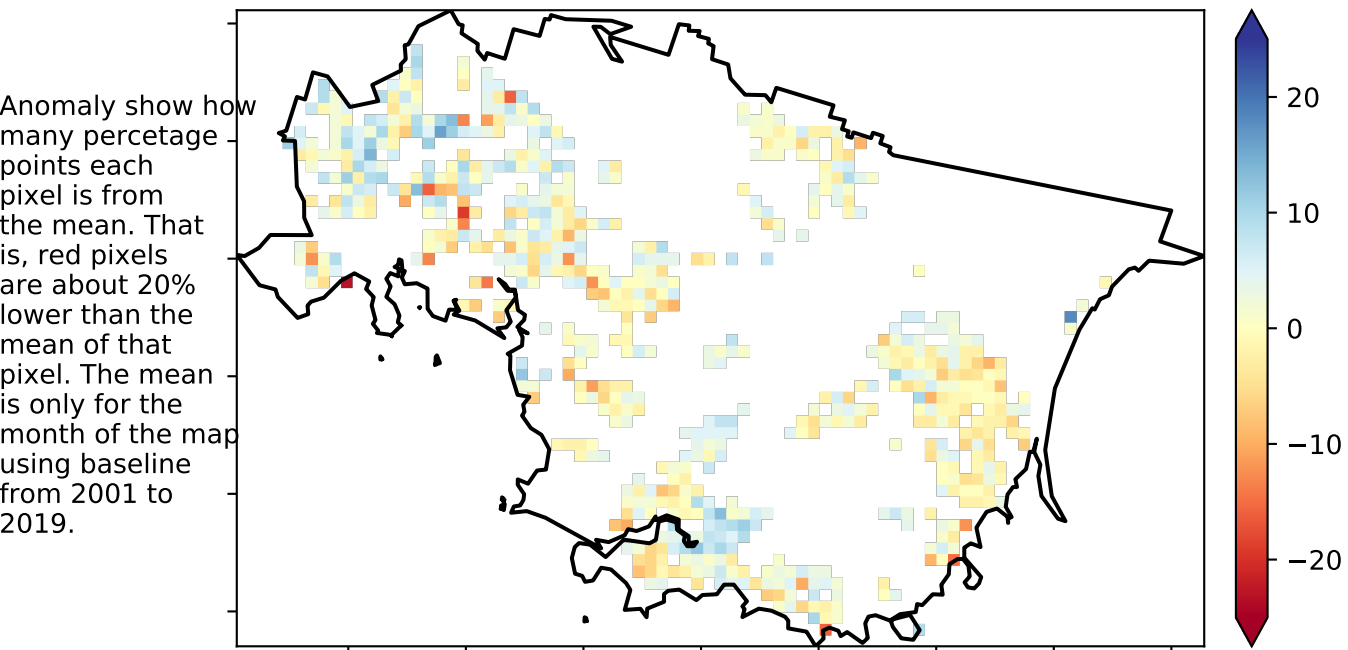 Anomaly show how
many percetage
points each
pixel is from
the mean. That
is, red pixels
are about 20%
lower than the
mean of that
pixel. The mean
is only for the
month of the map
using baseline
from 2001 to
2019.
20
10
0
−10
−20